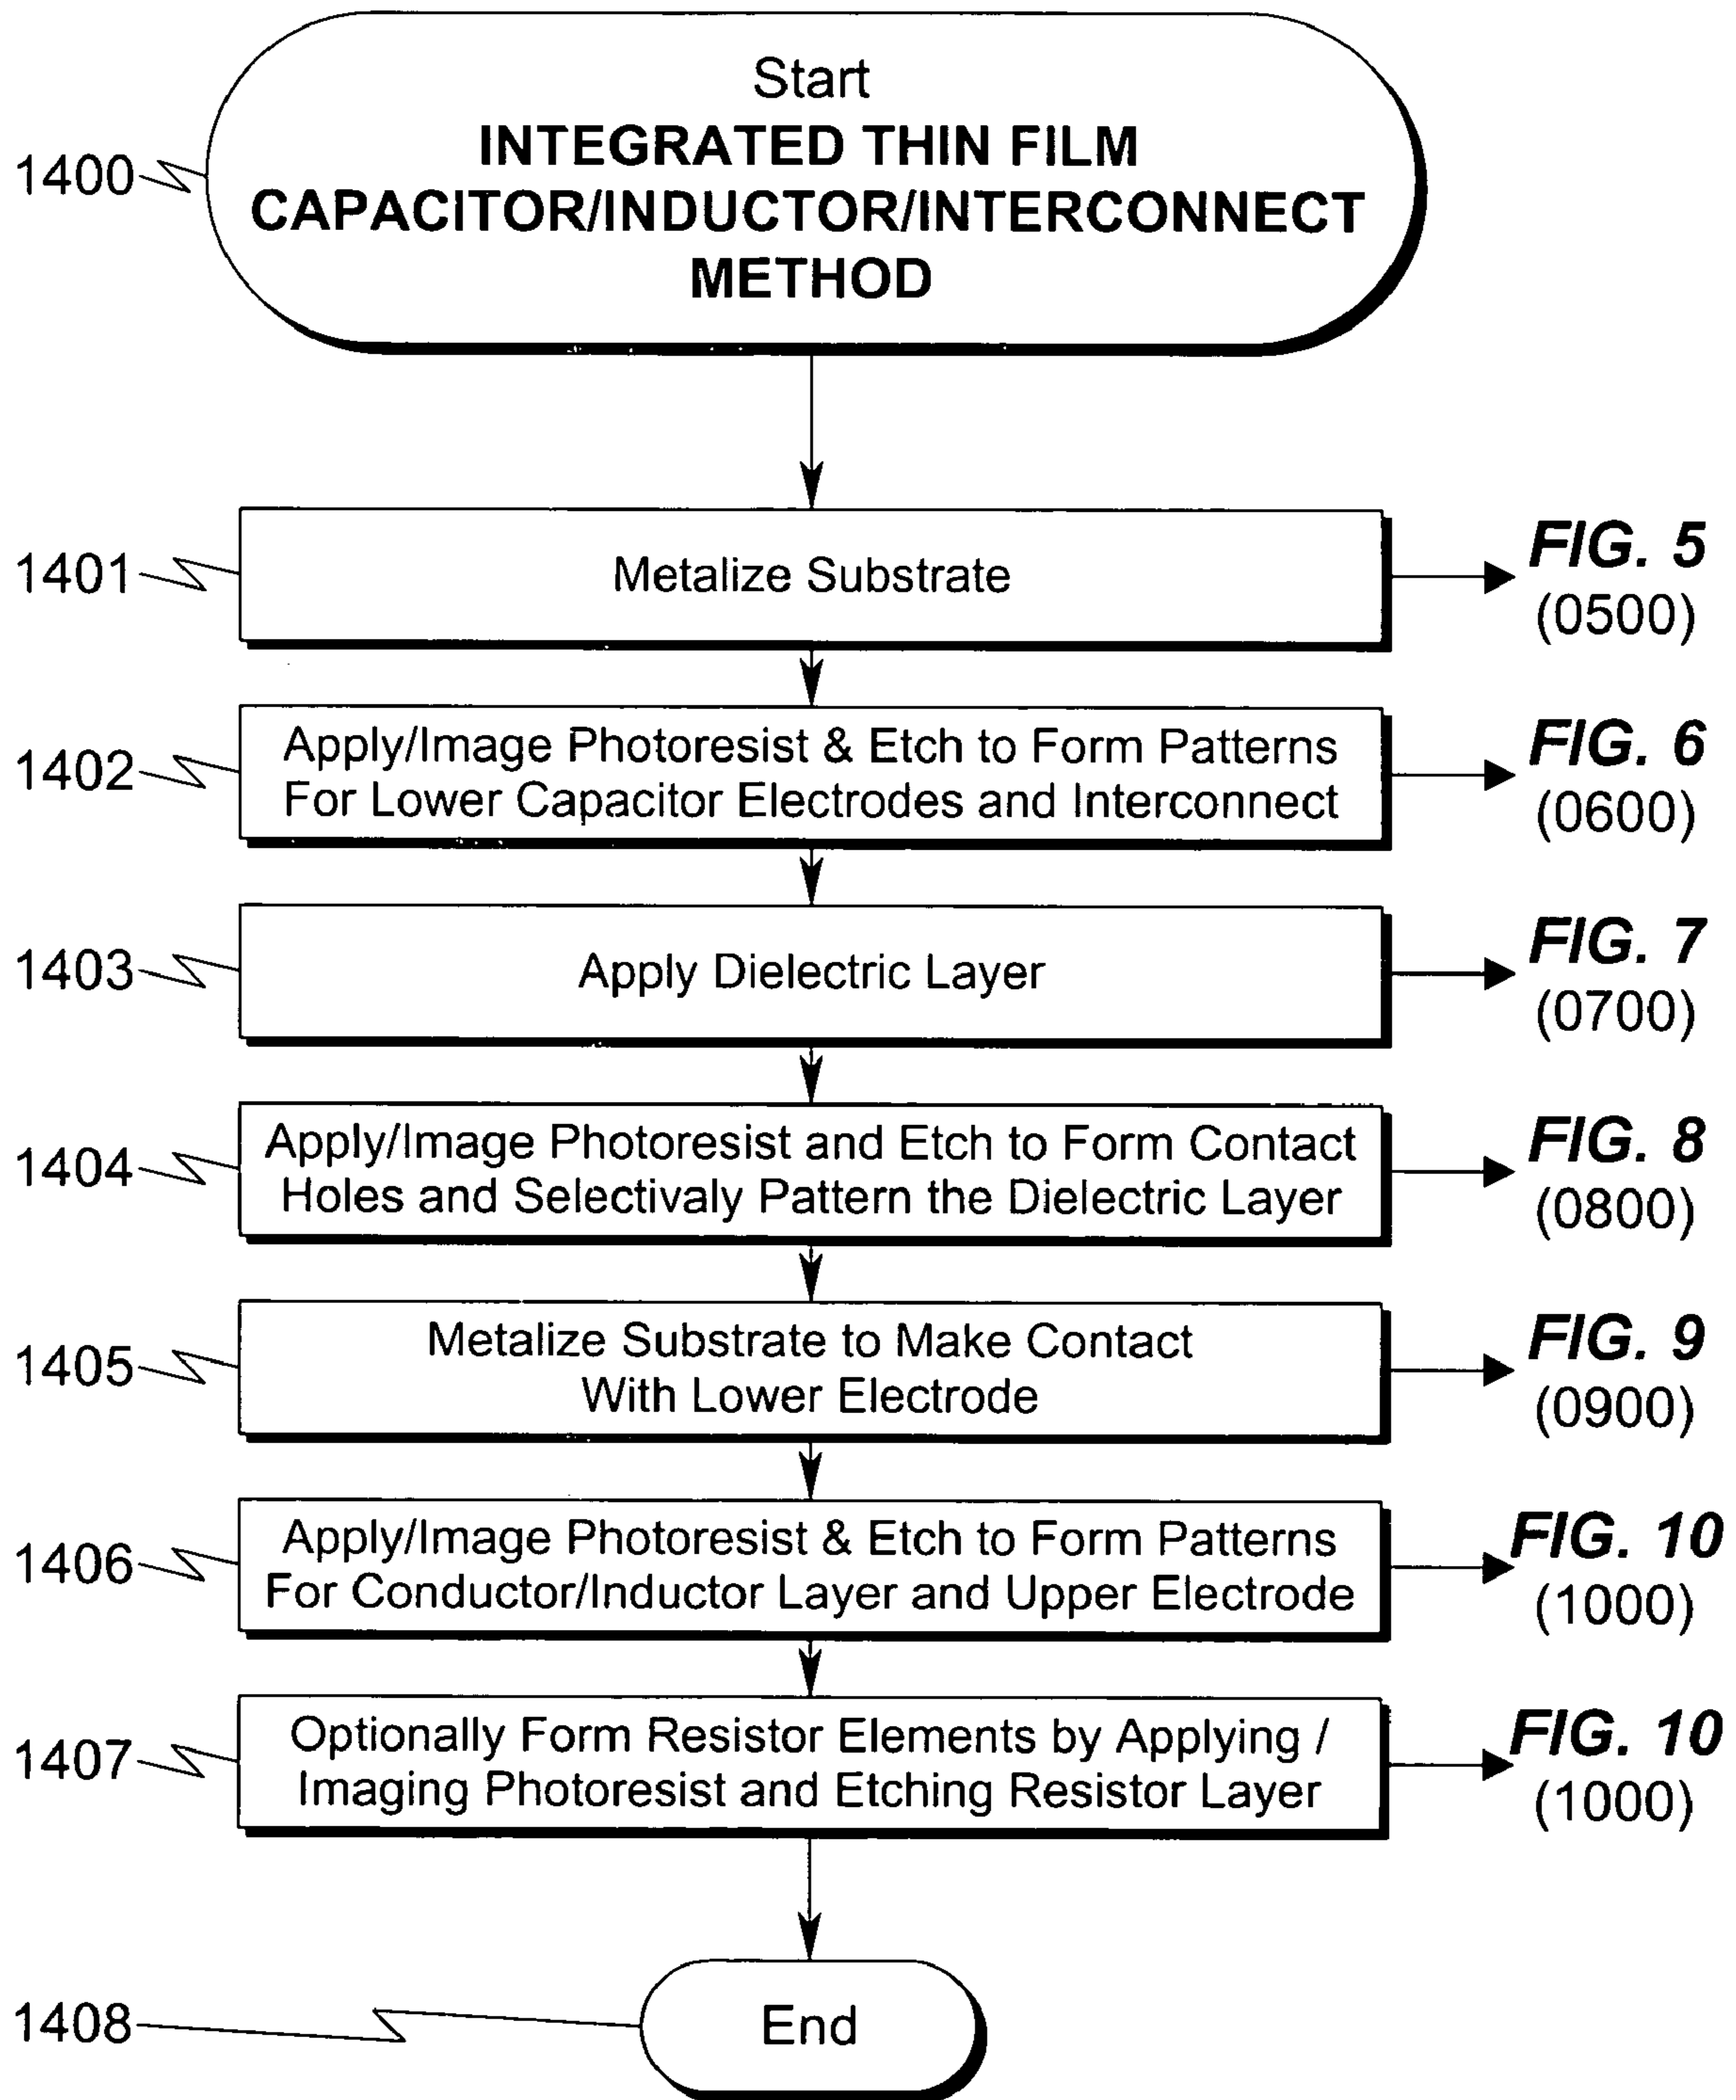 Start
INTEGRATED THIN FILM
CAPACITOR/INDUCTOR/INTERCONNECT
METHOD
1400
1401
Metalize Substrate
FIG. 5
(0500)
1402
Apply/Image Photoresist & Etch to Form Patterns
For Lower Capacitor Electrodes and Interconnect
FIG. 6
(0600)
1403
Apply Dielectric Layer
FIG. 7
(0700)
1404
Apply/Image Photoresist and Etch to Form Contact
Holes and Selectivaly Pattern the Dielectric Layer
FIG. 8
(0800)
1405
Metalize Substrate to Make Contact
With Lower Electrode
FIG. 9
(0900)
1406
Apply/Image Photoresist & Etch to Form Patterns
For Conductor/Inductor Layer and Upper Electrode
FIG. 10
(1000)
1407
Optionally Form Resistor Elements by Applying /
Imaging Photoresist and Etching Resistor Layer
FIG. 10
(1000)
1408
End